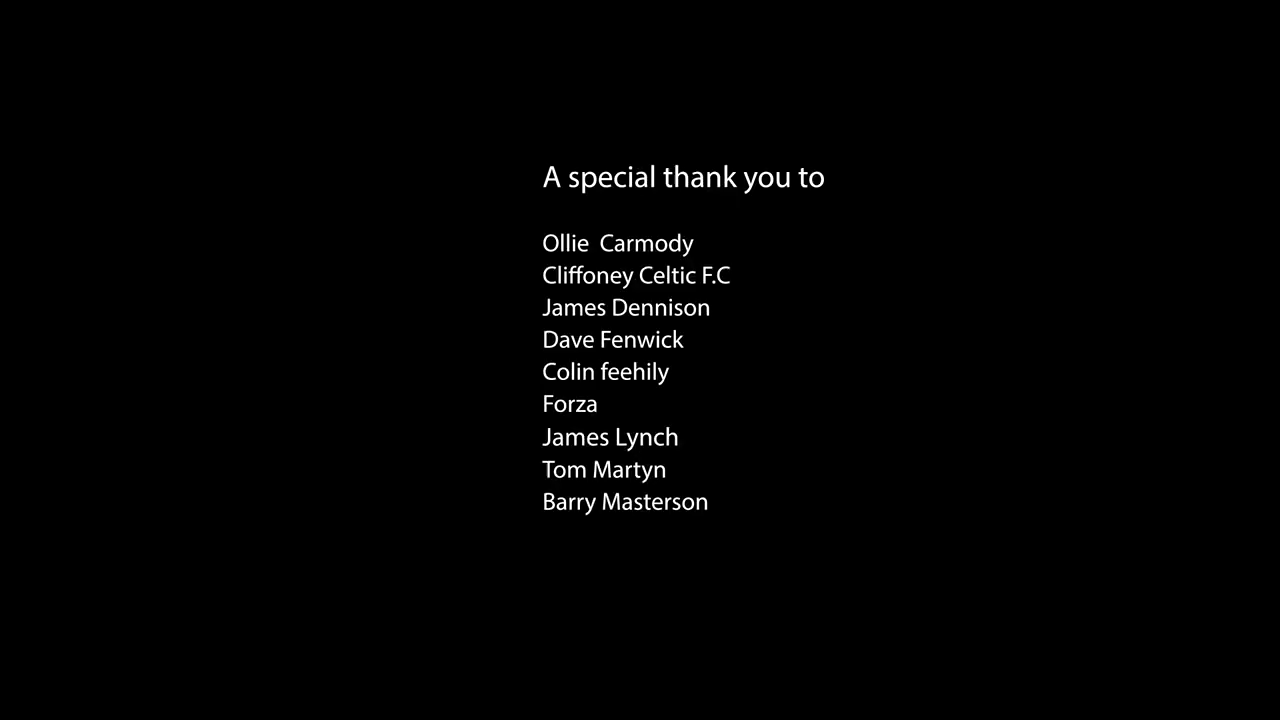 A special thank you to
Ollie  Carmody
Cliffoney Celtic F.C
James Dennison
Dave Fenwick
Colin feehily
Forza
James Lynch
Tom Martyn
Barry Masterson